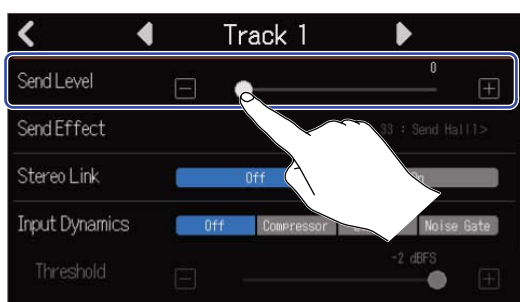 Track 1
0
Send Level
Send Effect 33 : Send Hall1>
Stereo Link Off
Input Dynamics Off Compressor Noise Gate
-2 dBFS
Threshold